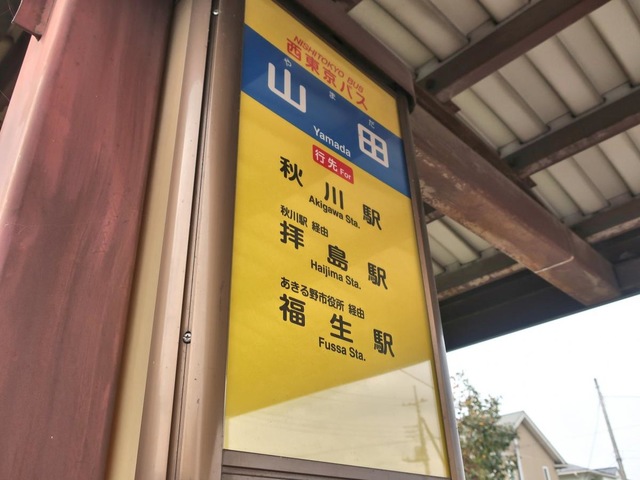 NISHITOKYO BUS
西東京バス
やまだ
山田
Yamada
行先 For
秋川駅
Akigawa Sta.
秋川駅 経由
拝島駅
Haijima Sta.
あきる野市役所 経由
福生駅
Fussa Sta.